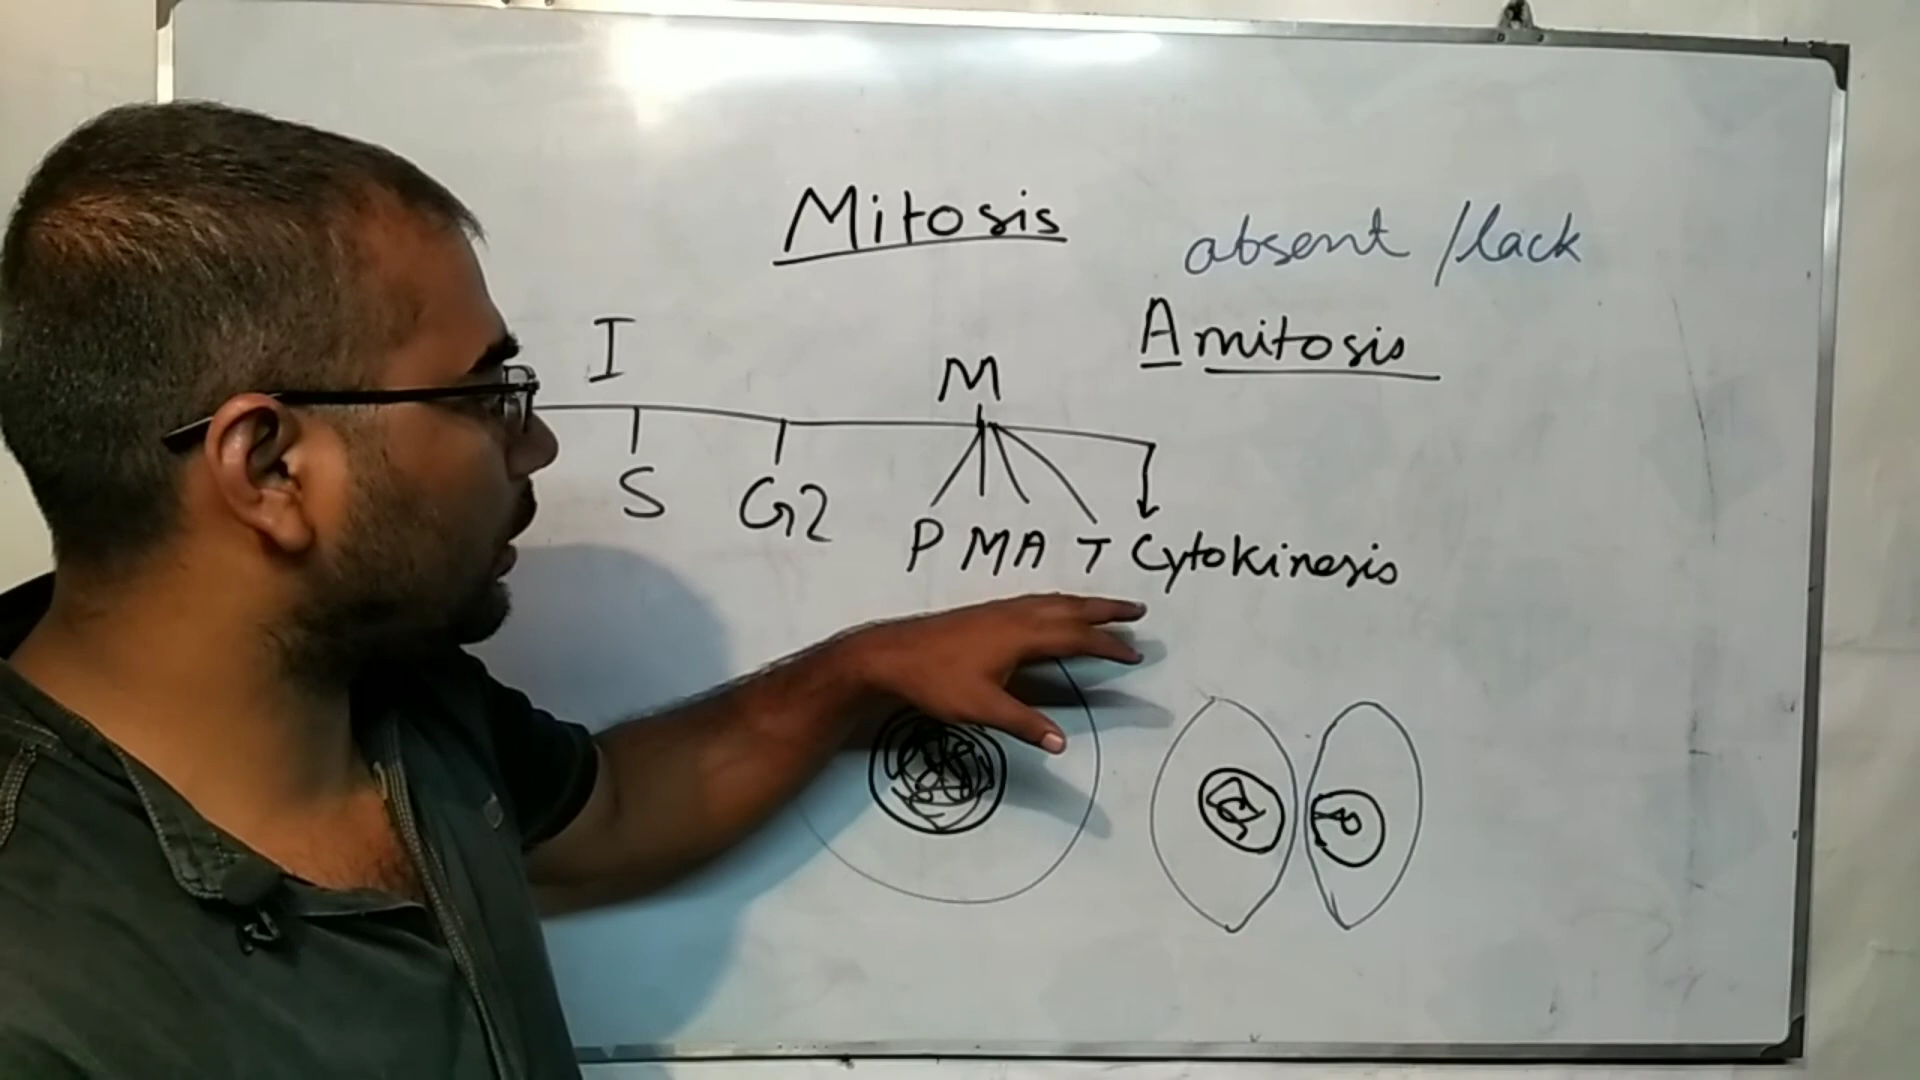 Mitosis
absent / lack
Amitosis
I
M
S
G2
P M A T Cytokinesis